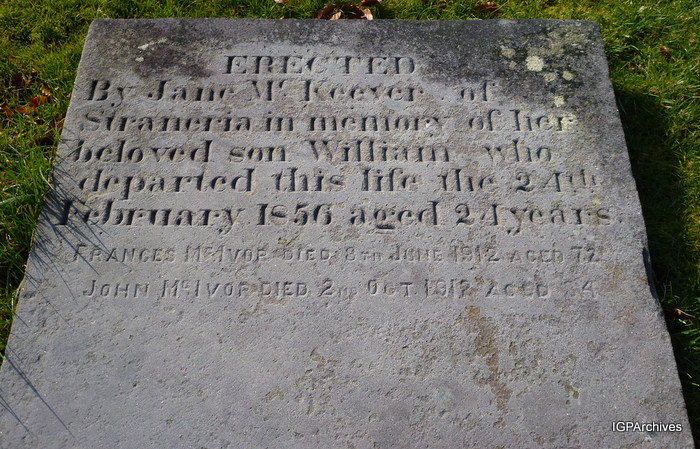 ERECTED
By Jane McKeever of
Straneria in memory of her
beloved son William who
departed this life the 24th
February 1856 aged 24 years
FRANCES McIVOR DIED 8TH JUNE 1912 AGED 72
JOHN McIVOR DIED 2ND OCT AGED
IGPArchives